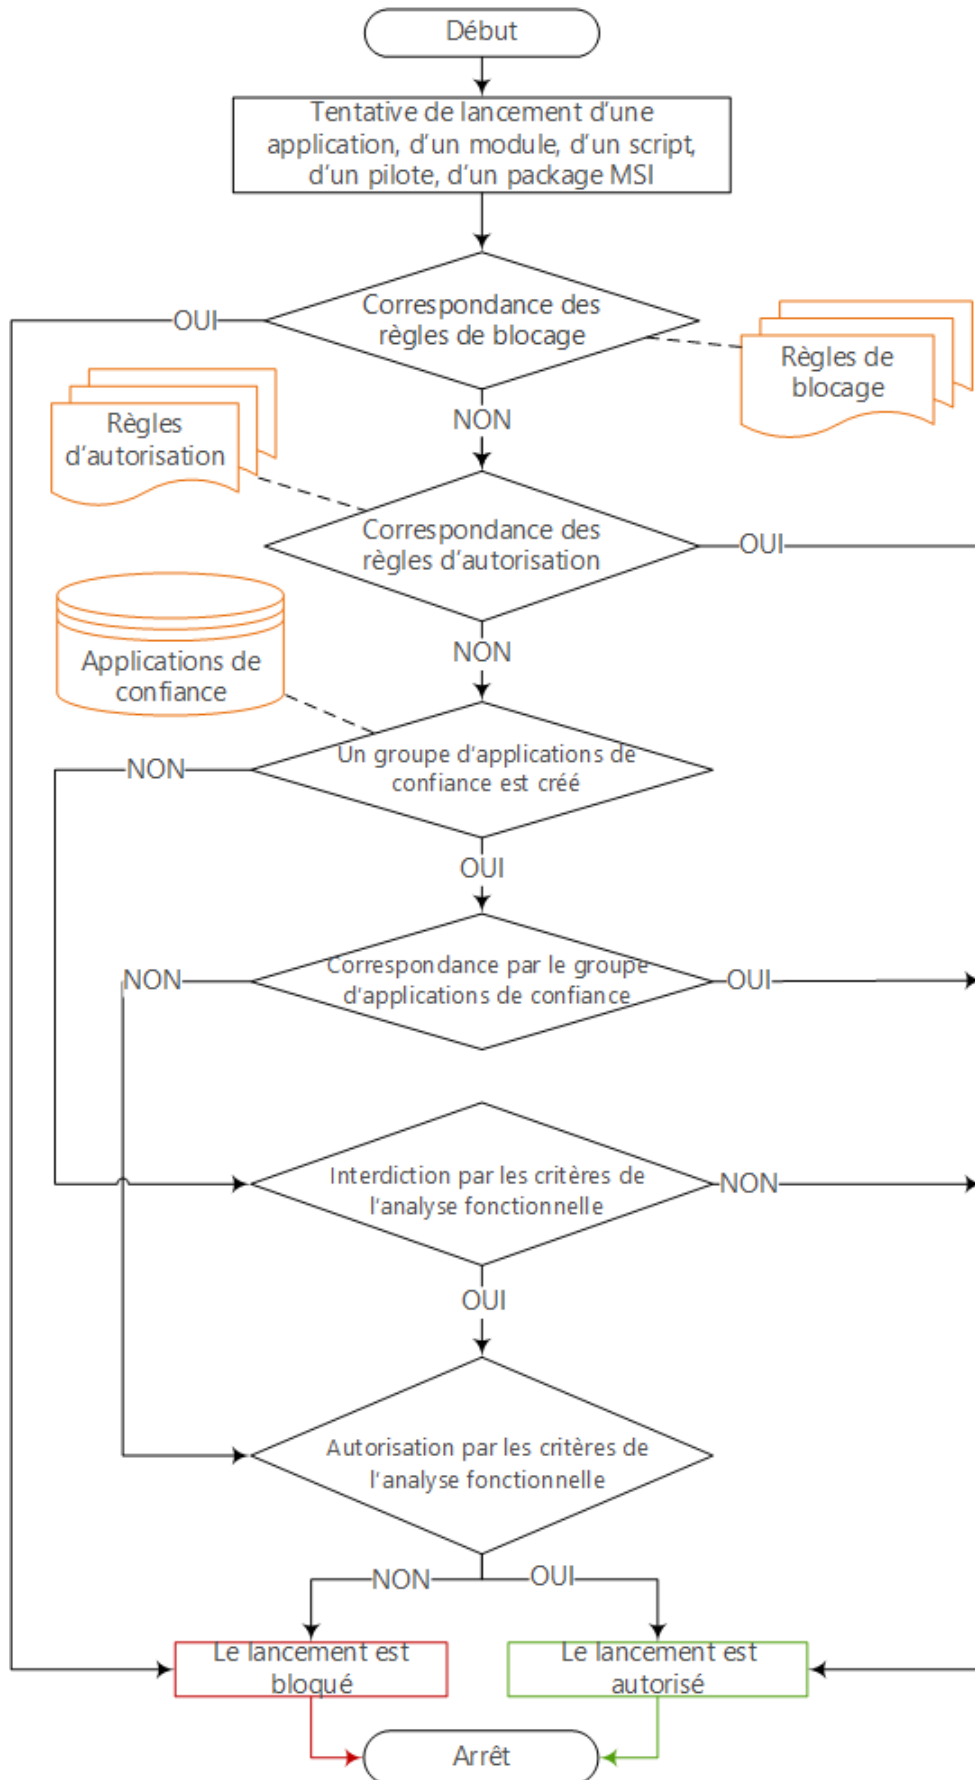 Début
Tentative de lancement d'une
application, d'un module, d'un script,
d'un pilote, d'un package MSI
Correspondance des
règles de blocage
OUI
Règles de
blocage
NON
Règles
d'autorisation
Correspondance des
règles d'autorisation
OUI
NON
Applications de
confiance
Un groupe d'applications de
confiance est créé
NON
OUI
Correspondance par le groupe
d'applications de confiance
NON
OUI
Interdiction par les critères de
l'analyse fonctionnelle
NON
OUI
Autorisation par les critères de
l'analyse fonctionnelle
NON
OUI
Le lancement est
bloqué
Le lancement est
autorisé
Arrêt